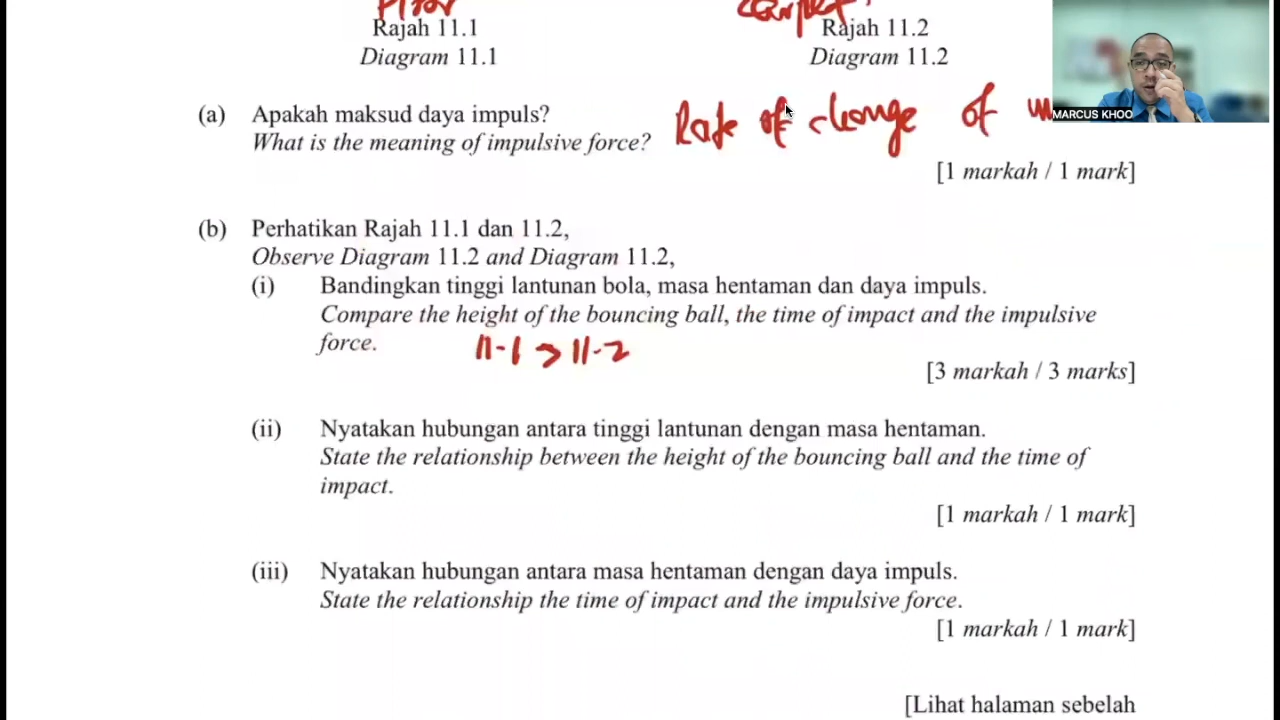 Rajah 11.1
Diagram 11.1
Rajah 11.2
Diagram 11.2
MARCUS KHOO
(a) Apakah maksud daya impuls?
What is the meaning of impulsive force?
Rate of change of
[1 markah / 1 mark]
(b) Perhatikan Rajah 11.1 dan 11.2,
Observe Diagram 11.2 and Diagram 11.2,
(i) Bandingkan tinggi lantunan bola, masa hentaman dan daya impuls.
Compare the height of the bouncing ball, the time of impact and the impulsive
force.
11-1 > 11-2
[3 markah / 3 marks]
(ii) Nyatakan hubungan antara tinggi lantunan dengan masa hentaman.
State the relationship between the height of the bouncing ball and the time of
impact.
[1 markah / 1 mark]
(iii) Nyatakan hubungan antara masa hentaman dengan daya impuls.
State the relationship the time of impact and the impulsive force.
[1 markah / 1 mark]
[Lihat halaman sebelah